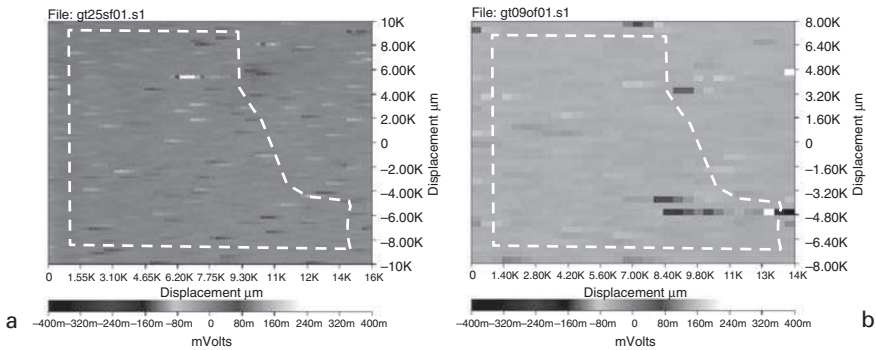 File: gt25sf01.s1
10K
8.00K
6.00K
4.00K
2.00K
0
–2.00K
–4.00K
–6.00K
–8.00K
–10K
Displacement µm
0 1.55K 3.10K 4.65K 6.20K 7.75K 9.30K 11K 12K 14K 16K
Displacement µm
–400m–320m–240m–160m –80m 0 80m 160m 240m 320m 400m
mVolts
a
File: gt09of01.s1
8.00K
6.40K
4.80K
3.20K
1.60K
0
–1.60K
–3.20K
–4.80K
–6.40K
–8.00K
Displacement µm
0 1.40K 2.80K 4.20K 5.60K 7.00K 8.40K 9.80K 11K 13K 14K
Displacement µm
–400m–320m–240m–160m –80m 0 80m 160m 240m 320m 400m
mVolts
b